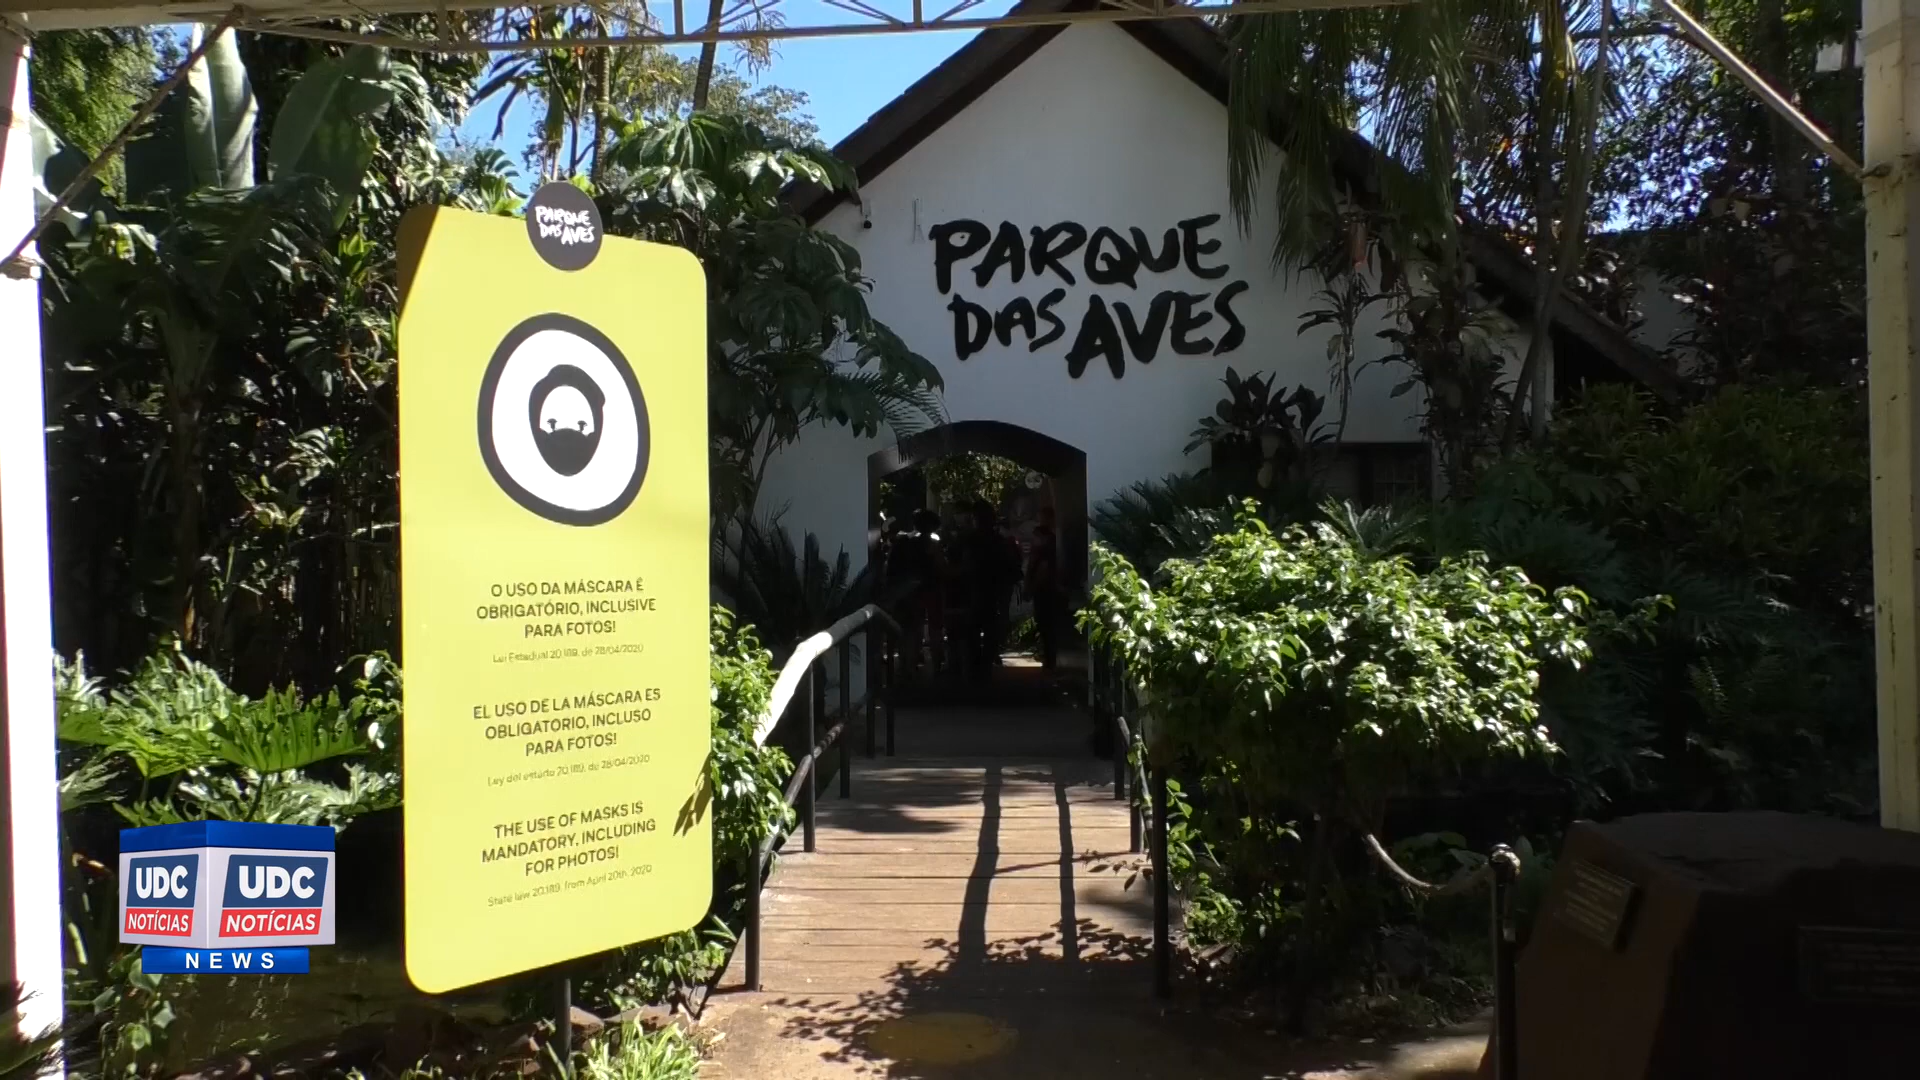 PARQUE
DAS AVES
PARQUE
DAS AVES
O USO DA MÁSCARA É
OBRIGATÓRIO, INCLUSIVE
PARA FOTOS!
Lei Estadual 20.189, de 28/04/2020
EL USO DE LA MÁSCARA ES
OBLIGATORIO, INCLUSO
PARA FOTOS!
Ley del estado 20.189, de 28/04/2020
THE USE OF MASKS IS
MANDATORY, INCLUDING
FOR PHOTOS!
State law 20.189, from April 20th, 2020
UDC
NOTÍCIAS
UDC
NOTÍCIAS
NEWS